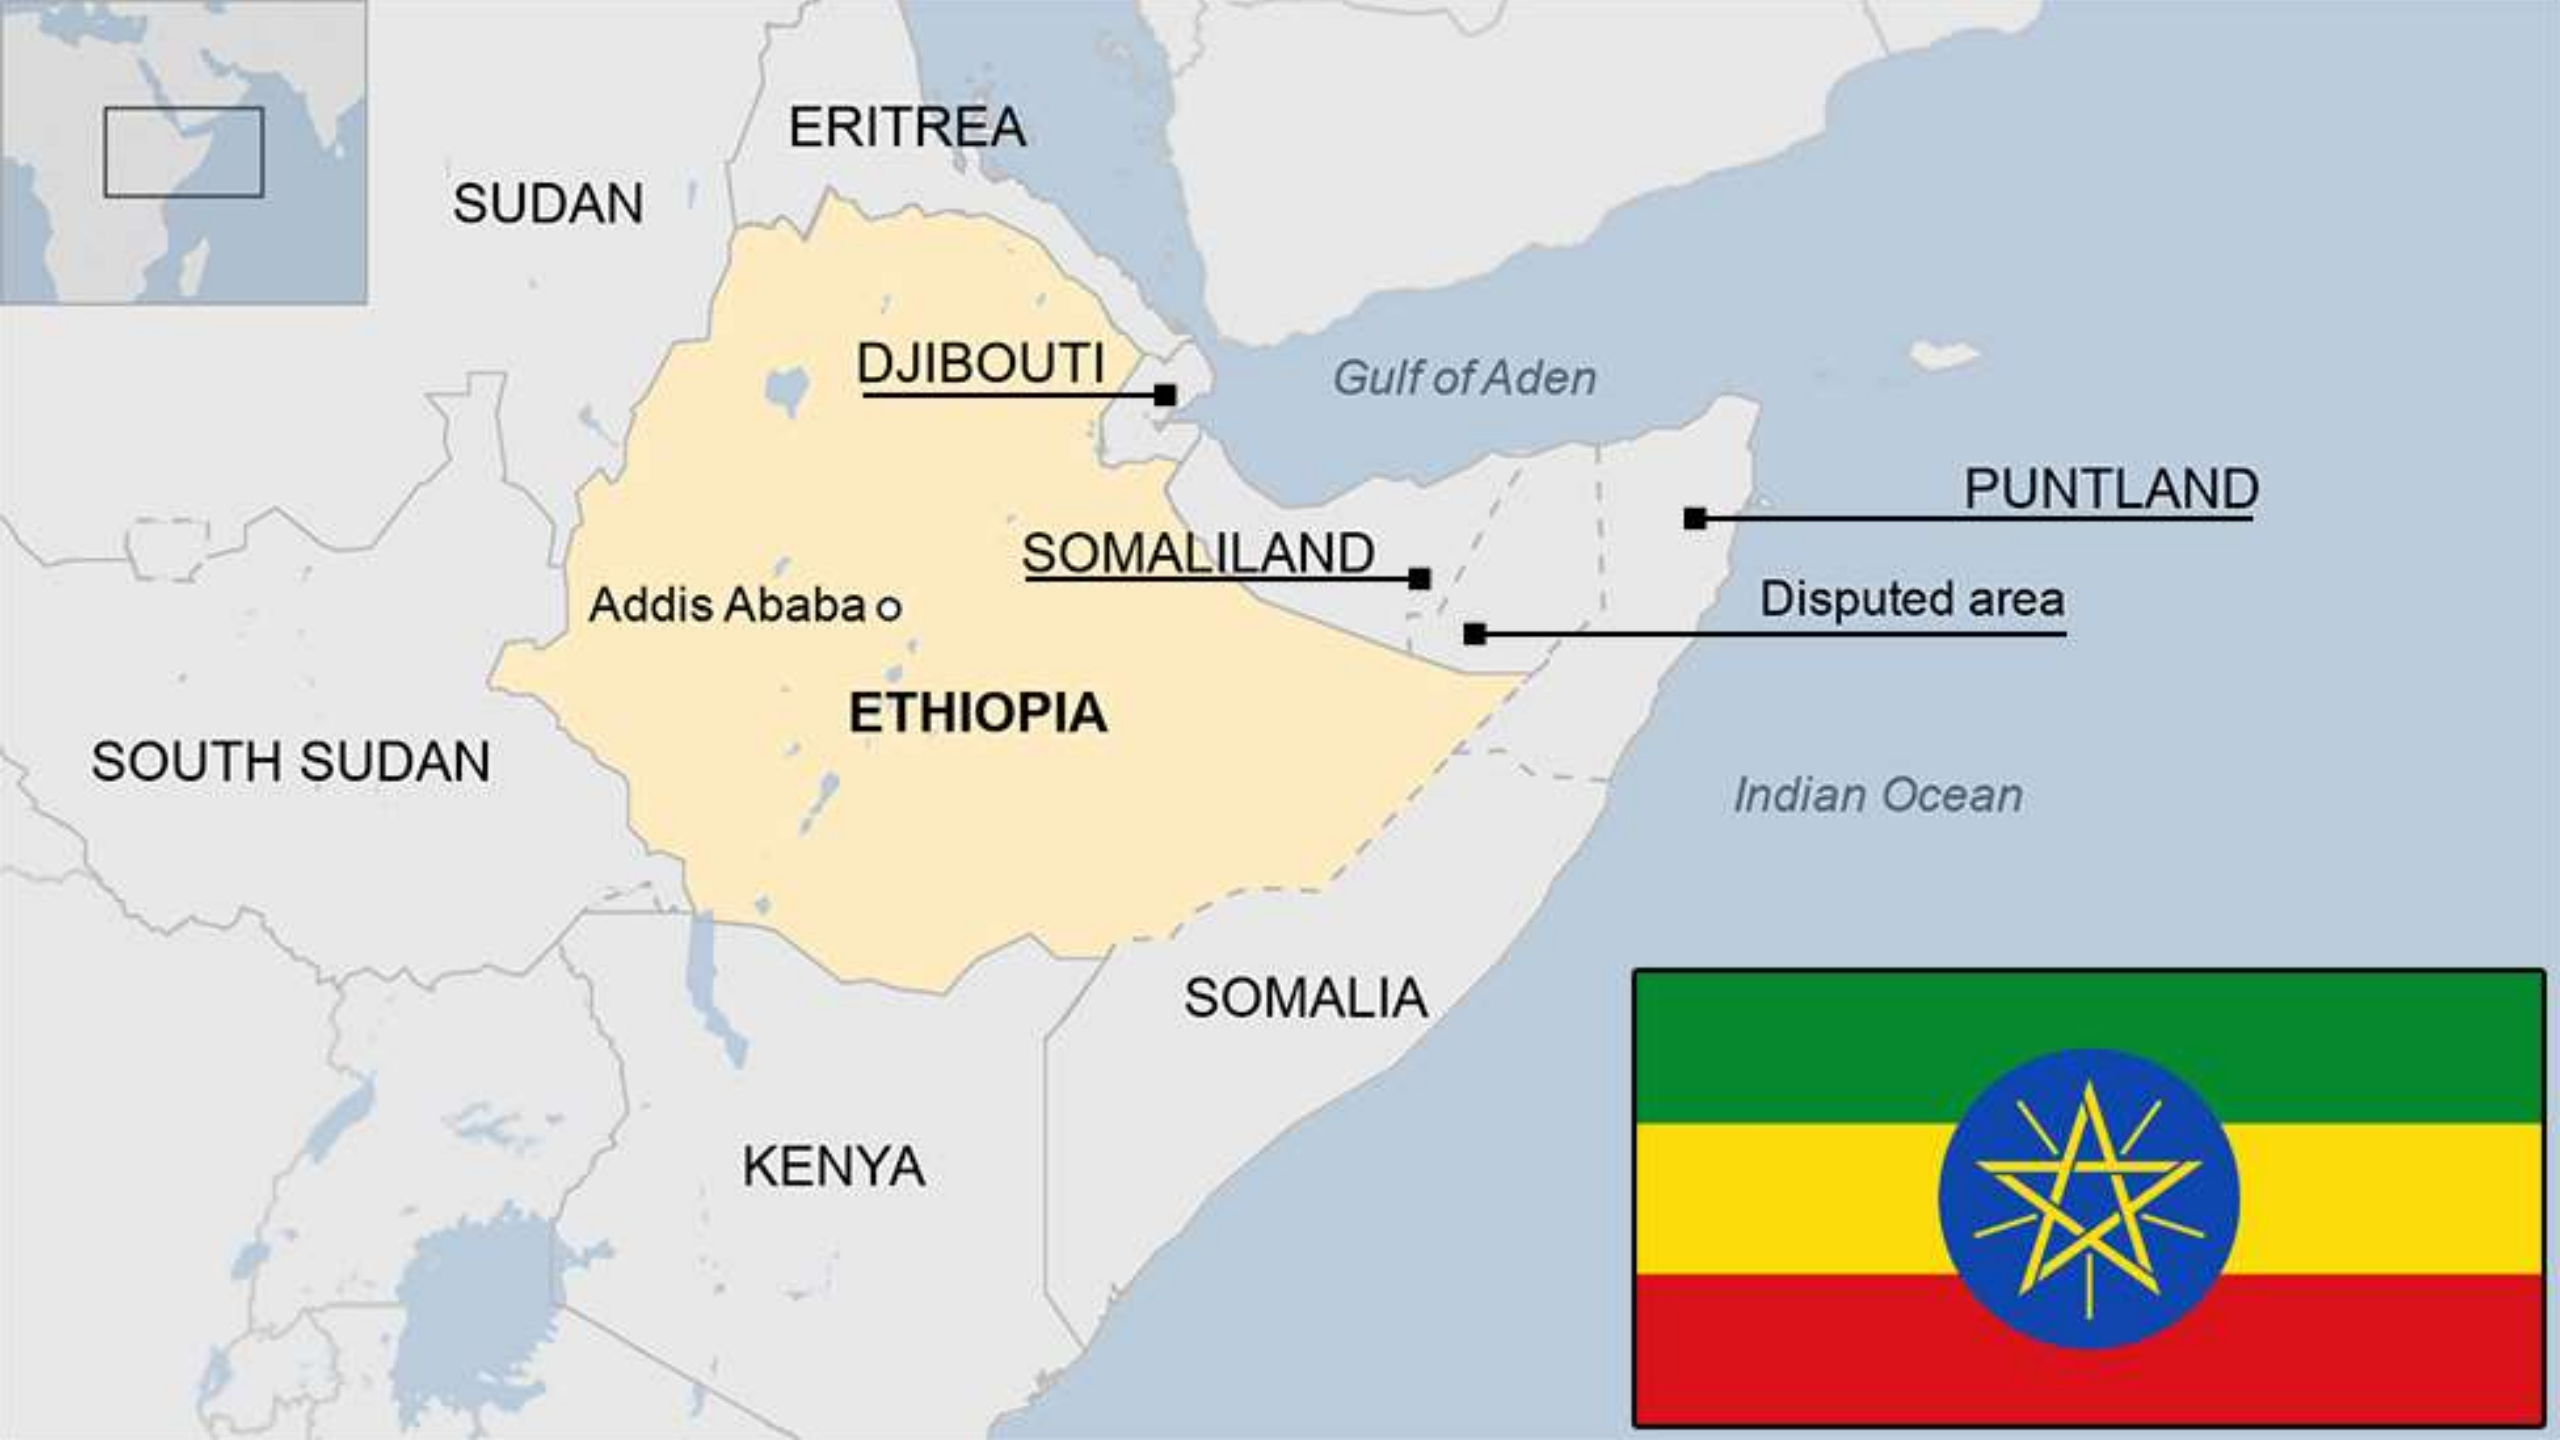 ERITREA
SUDAN
DJIBOUTI
Gulf of Aden
PUNTLAND
SOMALILAND
Disputed area
Addis Ababa
ETHIOPIA
SOUTH SUDAN
Indian Ocean
SOMALIA
KENYA